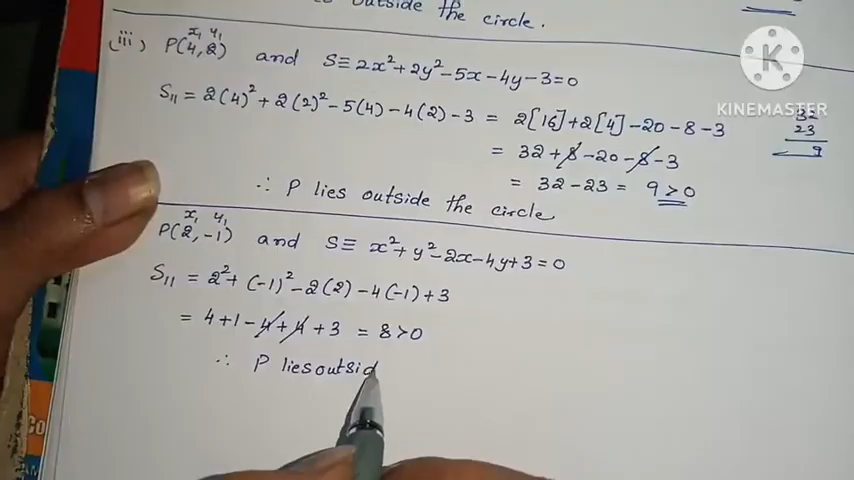 outside the circle.
(iii) P(4, 2) and S≡ 2x²+2y²-5x-4y-3=0
x₁ y₁
S₁₁ = 2(4)²+2(2)²-5(4)-4(2)-3 = 2[16]+2[4]-20-8-3
= 32+8-20-8-3
= 32-23 = 9>0
32
23
9
∴ P lies outside the circle
x₁ y₁
P(2,-1) and S≡ x²+y²-2x-4y+3=0
S₁₁ = 2²+(-1)²-2(2)-4(-1)+3
= 4+1-4+4+3 = 8>0
∴ P lies outsid
K
KINEMASTER
Co